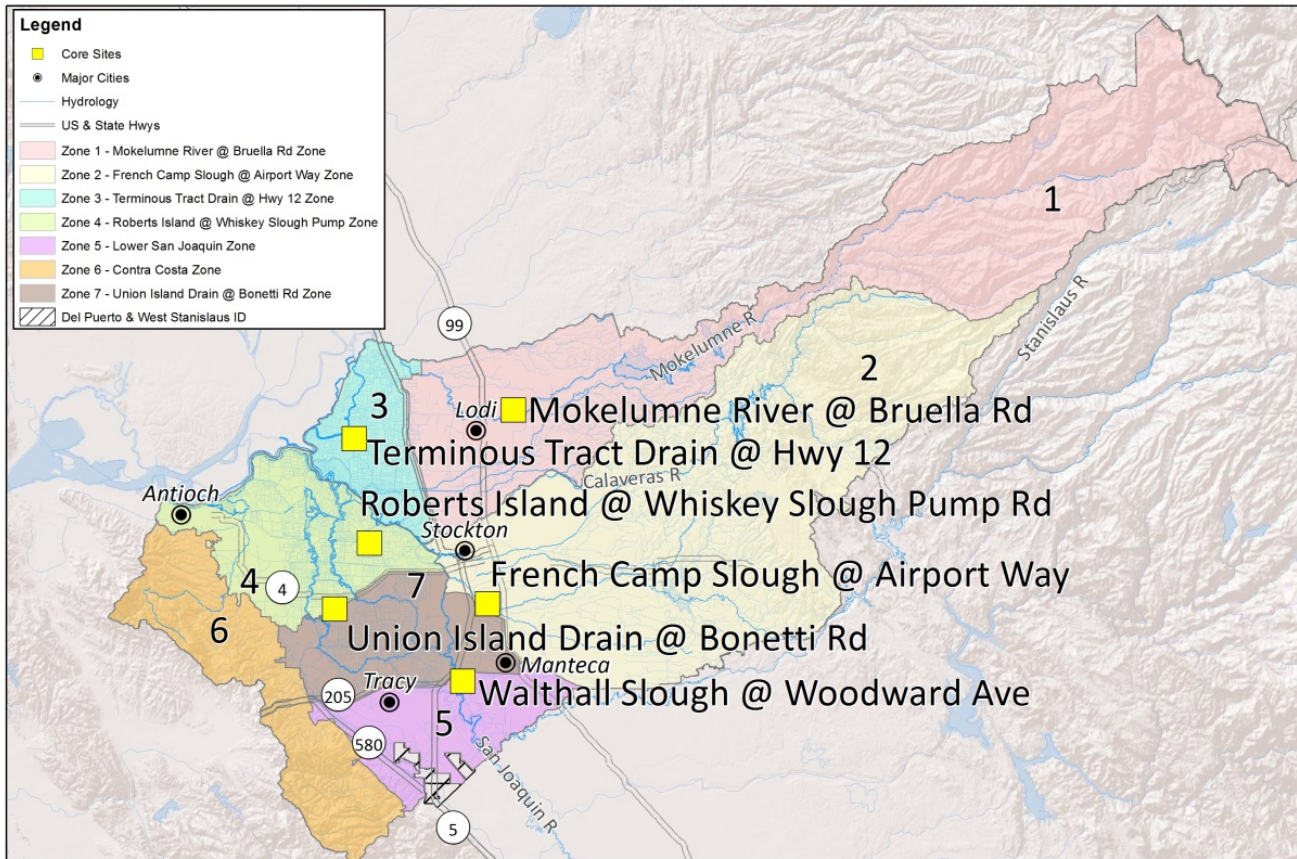 Legend
Core Sites
Major Cities
Hydrology
US & State Hwys
Zone 1 - Mokelumne River @ Bruella Rd Zone
Zone 2 - French Camp Slough @ Airport Way Zone
Zone 3 - Terminous Tract Drain @ Hwy 12 Zone
Zone 4 - Roberts Island @ Whiskey Slough Pump Zone
Zone 5 - Lower San Joaquin Zone
Zone 6 - Contra Costa Zone
Zone 7 - Union Island Drain @ Bonetti Rd Zone
Del Puerto & West Stanislaus ID
1
Stanislaus R
99
Mokelumne R
2
3
Lodi
Mokelumne River @ Bruella Rd
Terminous Tract Drain @ Hwy 12
Calaveras R
Antioch
Roberts Island @ Whiskey Slough Pump Rd
Stockton
4
4
7
French Camp Slough @ Airport Way
6
Union Island Drain @ Bonetti Rd
Manteca
205
Tracy
Walthall Slough @ Woodward Ave
5
580
San Joaquin R
5